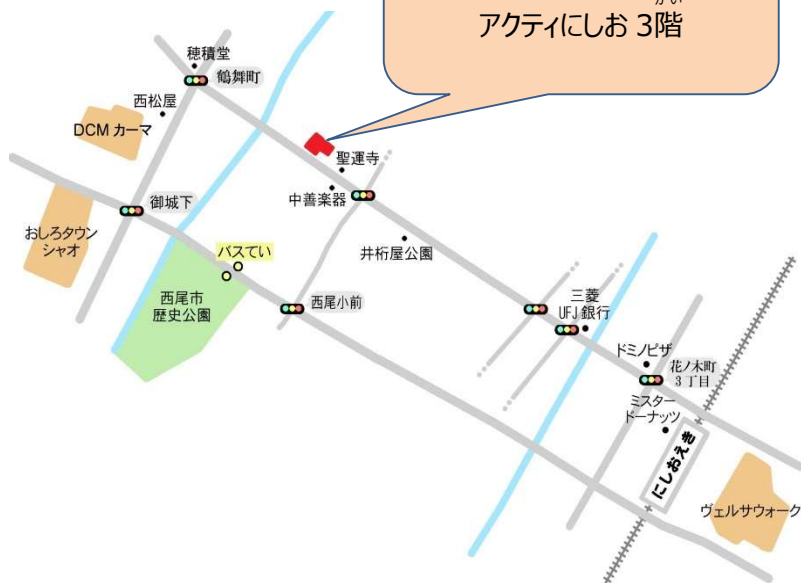 かい
アクティにしお 3階
穂積堂
鶴舞町
西松屋
DCM カーマ
聖運寺
中善楽器
御城下
おしろタウン
シャオ
バスてい
井桁屋公園
西尾市
歴史公園
西尾小前
三菱
UFJ 銀行
ドミノピザ
花ノ木町
3丁目
ミスター
ドーナッツ
にしおえき
ヴェルサウォーク